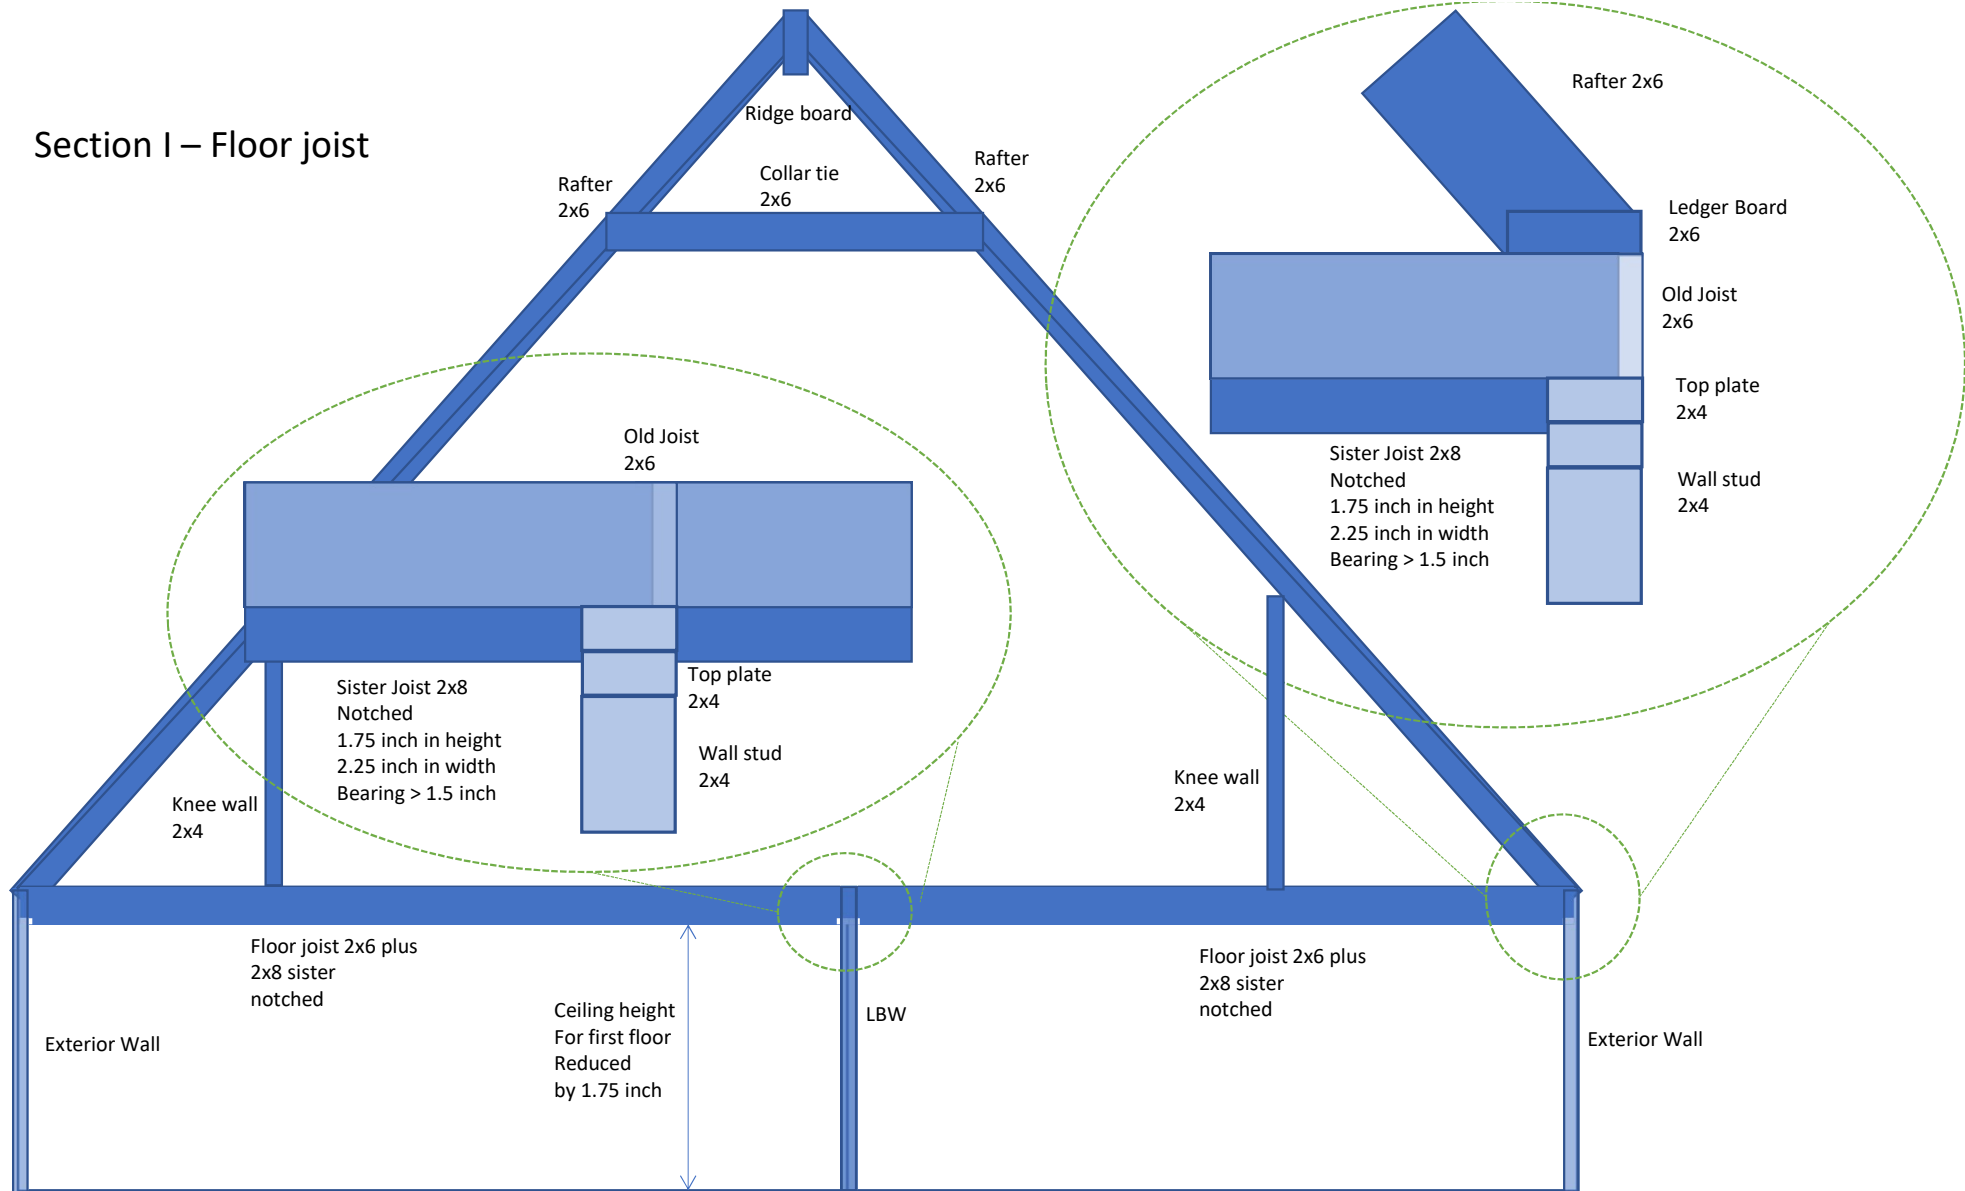 Section I – Floor joist
Ridge board
Rafter
2x6
Collar tie
2x6
Rafter
2x6
Rafter 2x6
Ledger Board
2x6
Old Joist
2x6
Top plate
2x4
Wall stud
2x4
Sister Joist 2x8
Notched
1.75 inch in height
2.25 inch in width
Bearing > 1.5 inch
Old Joist
2x6
Top plate
2x4
Wall stud
2x4
Sister Joist 2x8
Notched
1.75 inch in height
2.25 inch in width
Bearing > 1.5 inch
Knee wall
2x4
Knee wall
2x4
Floor joist 2x6 plus
2x8 sister
notched
Floor joist 2x6 plus
2x8 sister
notched
Exterior Wall
Ceiling height
For first floor
Reduced
by 1.75 inch
LBW
Exterior Wall